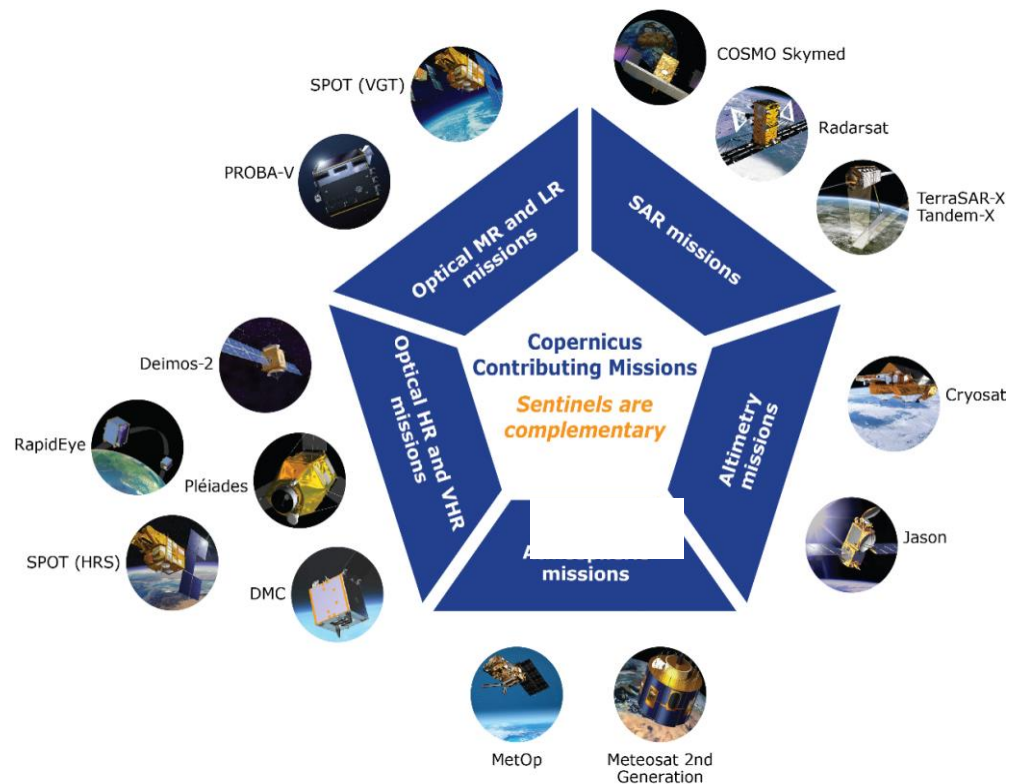 COSMO Skymed
SPOT (VGT)
Radarsat
PROBA-V
TerraSAR-X
Tandem-X
Optical MR and LR
missions
SAR missions
Copernicus
Contributing Missions
Sentinels are
complementary
Deimos-2
Optical HR and VHR
missions
Altimetry
missions
Cryosat
RapidEye
Pléiades
SPOT (HRS)
DMC
Jason
missions
MetOp
Meteosat 2nd
Generation